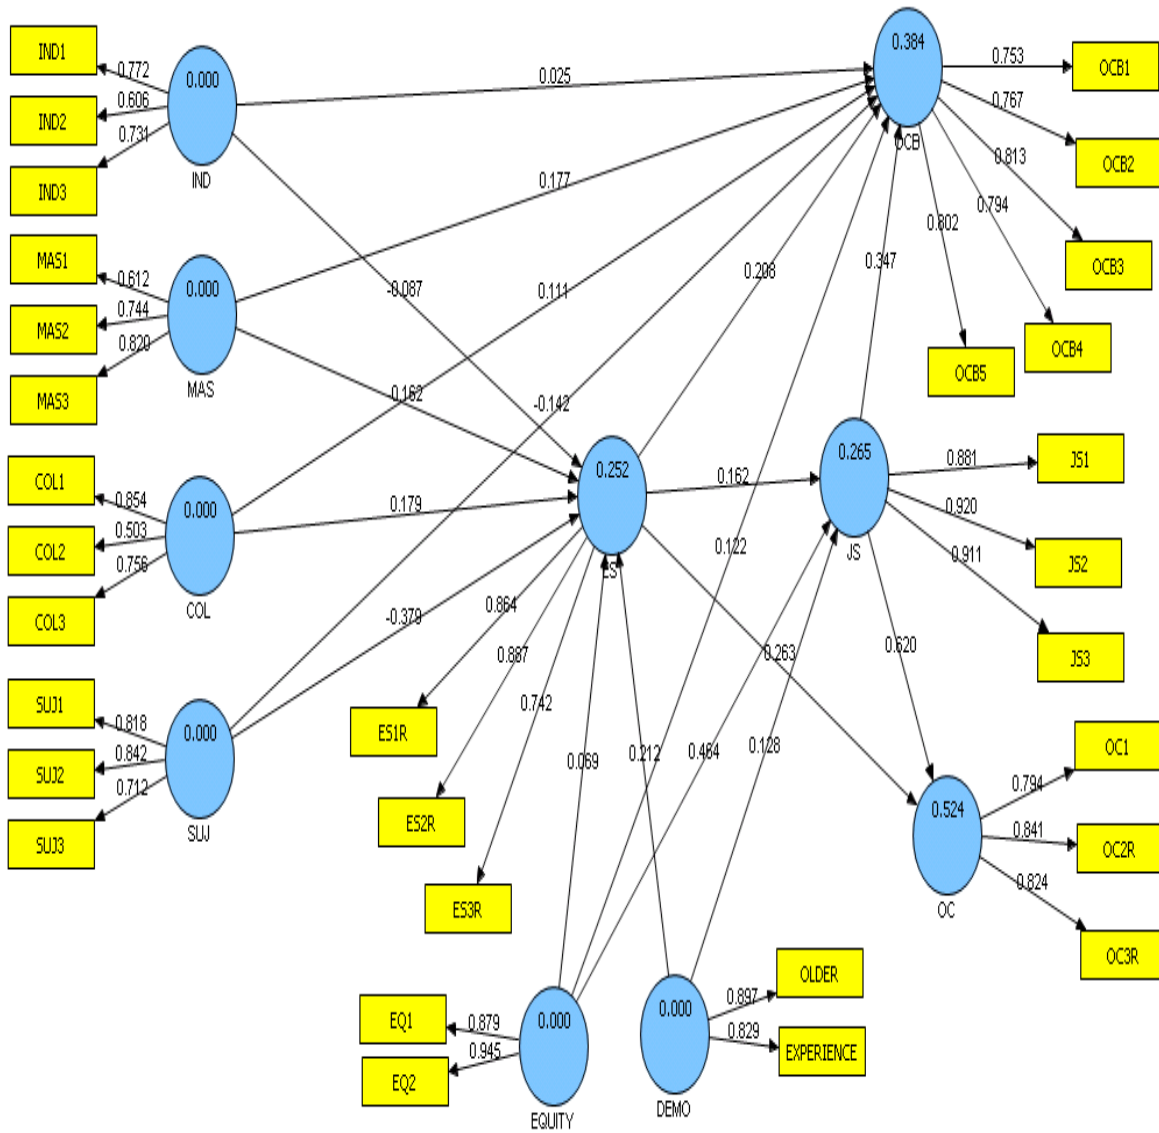 IND1
0.772
IND2
0.606
IND3
0.731
0.000
IND
MAS1
0.612
MAS2
0.744
MAS3
0.820
0.000
MAS
COL1
0.854
COL2
0.503
COL3
0.756
0.000
COL
SUJ1
0.818
SUJ2
0.842
SUJ3
0.712
0.000
SUJ
0.025
0.177
0.111
-0.142
0.208
0.122
0.347
-0.087
0.162
0.179
-0.379
0.252
ES
0.864
0.887
0.742
ES1R
ES2R
ES3R
0.162
0.263
0.069
0.212
0.464
0.128
0.384
OCB
0.753
OCB1
0.767
OCB2
0.813
OCB3
0.794
OCB4
0.802
OCB5
0.265
JS
0.881
JS1
0.920
JS2
0.911
JS3
0.620
0.524
OC
0.794
OC1
0.841
OC2R
0.824
OC3R
EQ1
0.879
EQ2
0.945
0.000
EQUITY
0.000
DEMO
0.897
OLDER
0.829
EXPERIENCE